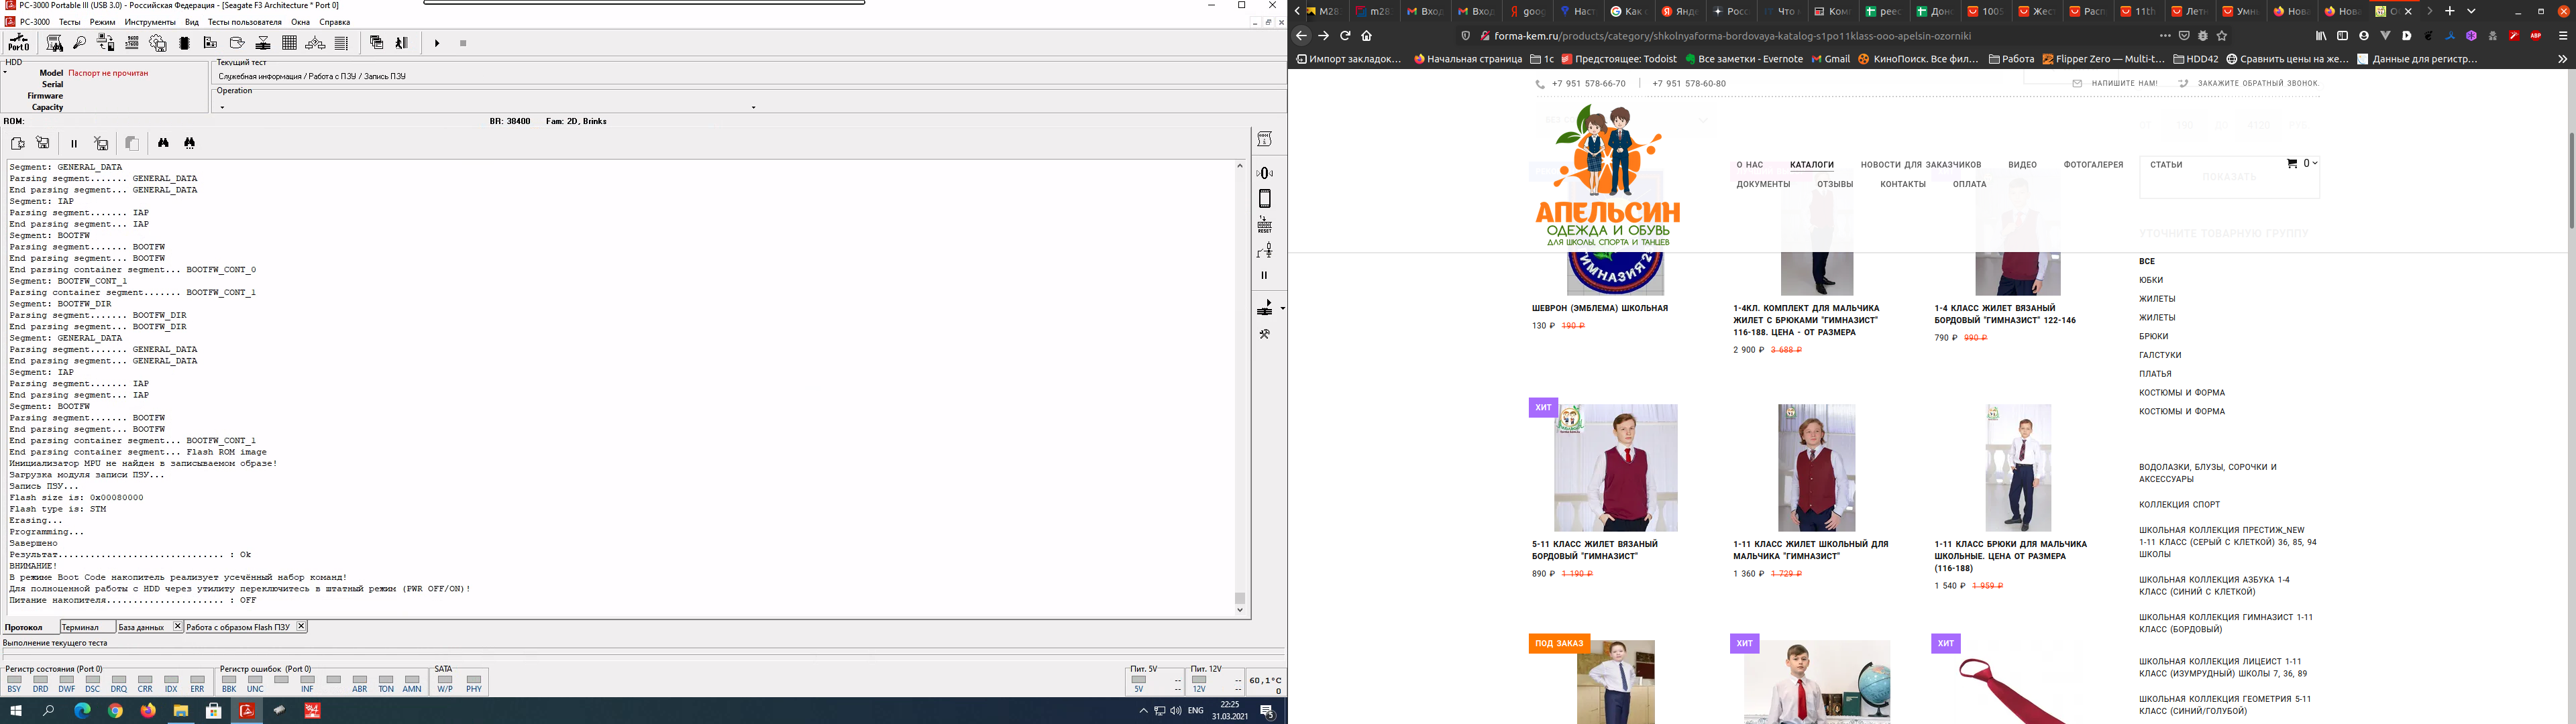 PC-3000 Portable III (USB 3.0) - Российская Федерация - [Seagate F3 Architecture * Port 0]
PC-3000 Тесты Режим Инструменты Вид Тесты пользователя Окна Справка
Port 0
HDD
Model Паспорт не прочитан
Serial
Firmware
Capacity
Текущий тест
Служебная информация / Работа с ПЗУ / Запись ПЗУ
Operation
ROM: BR: 38400 Fam: 2D, Brinks
Segment: GENERAL_DATA
Parsing segment....... GENERAL_DATA
End parsing segment... GENERAL_DATA
Segment: IAP
Parsing segment....... IAP
End parsing segment... IAP
Segment: BOOTFW
Parsing segment....... BOOTFW
End parsing segment... BOOTFW
End parsing container segment... BOOTFW_CONT_0
Segment: BOOTFW_CONT_1
Parsing container segment....... BOOTFW_CONT_1
Segment: BOOTFW_DIR
Parsing segment....... BOOTFW_DIR
End parsing segment... BOOTFW_DIR
Segment: GENERAL_DATA
Parsing segment....... GENERAL_DATA
End parsing segment... GENERAL_DATA
Segment: IAP
Parsing segment....... IAP
End parsing segment... IAP
Segment: BOOTFW
Parsing segment....... BOOTFW
End parsing segment... BOOTFW
End parsing container segment... BOOTFW_CONT_1
End parsing container segment... Flash ROM image
Инициализатор MPU не найден в записываемом образе!
Загрузка модуля записи ПЗУ...
Запись ПЗУ...
Flash size is: 0x00080000
Flash type is: STM
Erasing...
Programming...
Завершено
Результат............................... : Ok
ВНИМАНИЕ!
В режиме Boot Code накопитель реализует усечённый набор команд!
Для полноценной работы с HDD через утилиту переключитесь в штатный режим (PWR OFF/ON)!
Питание накопителя...................... : OFF
Протокол Терминал База данных Работа с образом Flash ПЗУ
Выполнение текущего теста
Регистр состояния (Port 0) Регистр ошибок (Port 0) SATA Пит. 5V Пит. 12V
BSY DRD DWF DSC DRQ CRR IDX ERR BBK UNC INF ABR TON AMN W/P PHY 5V -- -- 12V -- -- 60,1°C 0
ENG 22:25 31.03.2021 5
M28 m28 Вход Вход goog Наст Как Янде Росс Что Ком реес Донс 1005 Жест Расп 11th Летн Умн Нова Нова
forma-kem.ru/products/category/shkolnyaforma-bordovaya-katalog-s1po11klass-ooo-apelsin-ozorniki
Импорт закладок… Начальная страница 1c Предстоящее: Todoist Все заметки - Evernote Gmail КиноПоиск. Все фил… Работа Flipper Zero — Multi-t… HDD42 Сравнить цены на же… Данные для регистр…
+7 951 578-66-70 | +7 951 578-60-80 НАПИШИТЕ НАМ! ЗАКАЖИТЕ ОБРАТНЫЙ ЗВОНОК.
АПЕЛЬСИН
ОДЕЖДА И ОБУВЬ
ДЛЯ ШКОЛЫ, СПОРТА И ТАНЦЕВ
О НАС КАТАЛОГИ НОВОСТИ ДЛЯ ЗАКАЗЧИКОВ ВИДЕО ФОТОГАЛЕРЕЯ СТАТЬИ 0
ДОКУМЕНТЫ ОТЗЫВЫ КОНТАКТЫ ОПЛАТА
ПОКАЗАТЬ
УТОЧНИТЕ ТОВАРНУЮ ГРУППУ
ВСЕ
ЮБКИ
ЖИЛЕТЫ
ЖИЛЕТЫ
БРЮКИ
ГАЛСТУКИ
ПЛАТЬЯ
КОСТЮМЫ И ФОРМА
КОСТЮМЫ И ФОРМА
ВОДОЛАЗКИ, БЛУЗЫ, СОРОЧКИ И
АКСЕССУАРЫ
КОЛЛЕКЦИЯ СПОРТ
ШКОЛЬНАЯ КОЛЛЕКЦИЯ ПРЕСТИЖ_NEW
1-11 КЛАСС (СЕРЫЙ С КЛЕТКОЙ) 36, 85, 94
ШКОЛЫ
ШКОЛЬНАЯ КОЛЛЕКЦИЯ АЗБУКА 1-4
КЛАСС (СИНИЙ С КЛЕТКОЙ)
ШКОЛЬНАЯ КОЛЛЕКЦИЯ ГИМНАЗИСТ 1-11
КЛАСС (БОРДОВЫЙ)
ШКОЛЬНАЯ КОЛЛЕКЦИЯ ЛИЦЕИСТ 1-11
КЛАСС (ИЗУМРУДНЫЙ) ШКОЛЫ 7, 36, 89
ШКОЛЬНАЯ КОЛЛЕКЦИЯ ГЕОМЕТРИЯ 5-11
КЛАСС (СИНИЙ/ГОЛУБОЙ)
ГИМНАЗИЯ 2
ШЕВРОН (ЭМБЛЕМА) ШКОЛЬНАЯ
130 ₽ 190 ₽
1-4КЛ. КОМПЛЕКТ ДЛЯ МАЛЬЧИКА
ЖИЛЕТ С БРЮКАМИ "ГИМНАЗИСТ"
116-188. ЦЕНА - ОТ РАЗМЕРА
2 900 ₽ 3 688 ₽
1-4 КЛАСС ЖИЛЕТ ВЯЗАНЫЙ
БОРДОВЫЙ "ГИМНАЗИСТ" 122-146
790 ₽ 990 ₽
ХИТ
5-11 КЛАСС ЖИЛЕТ ВЯЗАНЫЙ
БОРДОВЫЙ "ГИМНАЗИСТ"
890 ₽ 1 190 ₽
1-11 КЛАСС ЖИЛЕТ ШКОЛЬНЫЙ ДЛЯ
МАЛЬЧИКА "ГИМНАЗИСТ"
1 360 ₽ 1 729 ₽
1-11 КЛАСС БРЮКИ ДЛЯ МАЛЬЧИКА
ШКОЛЬНЫЕ. ЦЕНА ОТ РАЗМЕРА
(116-188)
1 540 ₽ 1 959 ₽
ПОД ЗАКАЗ
ХИТ
ХИТ